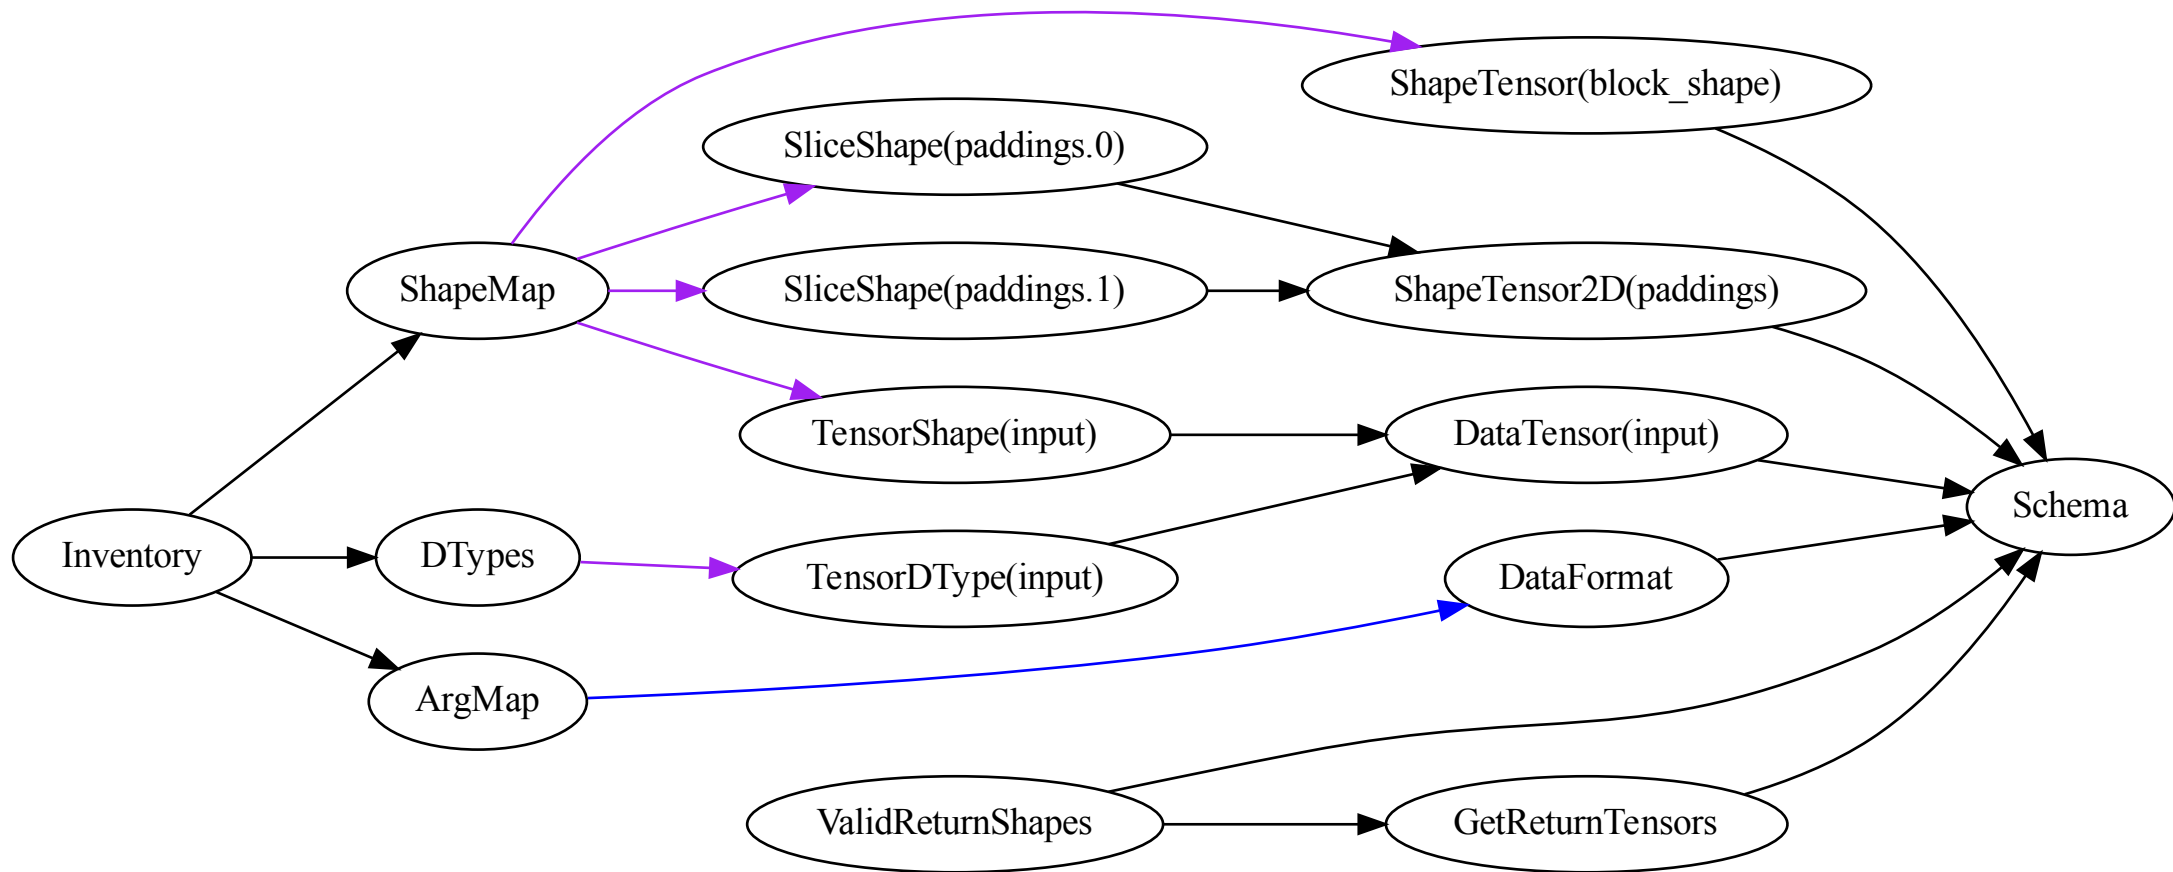 ShapeTensor(block_shape)
SliceShape(paddings.0)
ShapeMap
SliceShape(paddings.1)
ShapeTensor2D(paddings)
TensorShape(input)
DataTensor(input)
Schema
Inventory
DTypes
TensorDType(input)
DataFormat
ArgMap
ValidReturnShapes
GetReturnTensors